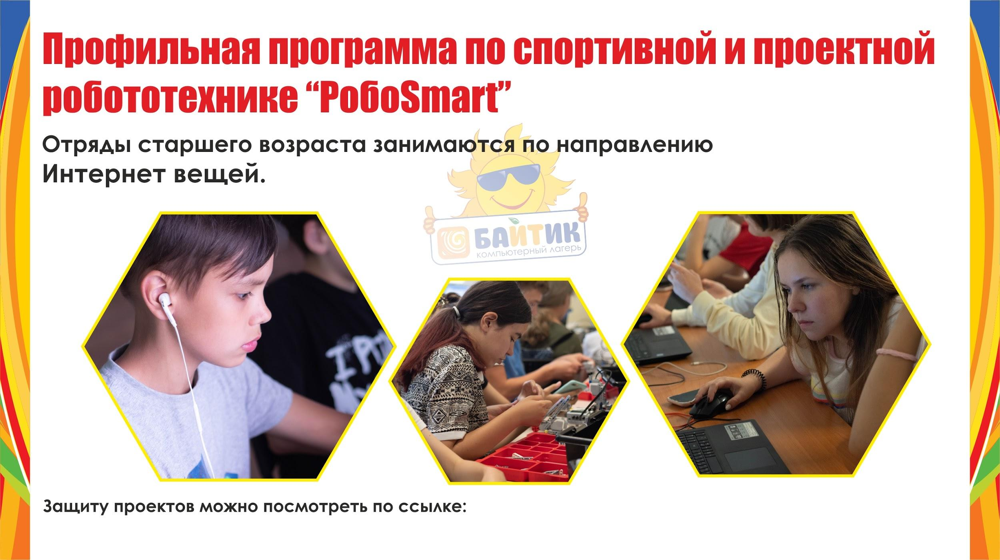 Профильная программа по спортивной и проектной
робототехнике “РобоSmart”
Отряды старшего возраста занимаются по направлению
Интернет вещей.
БАЙТИК
компьютерный лагерь
Защиту проектов можно посмотреть по ссылке: